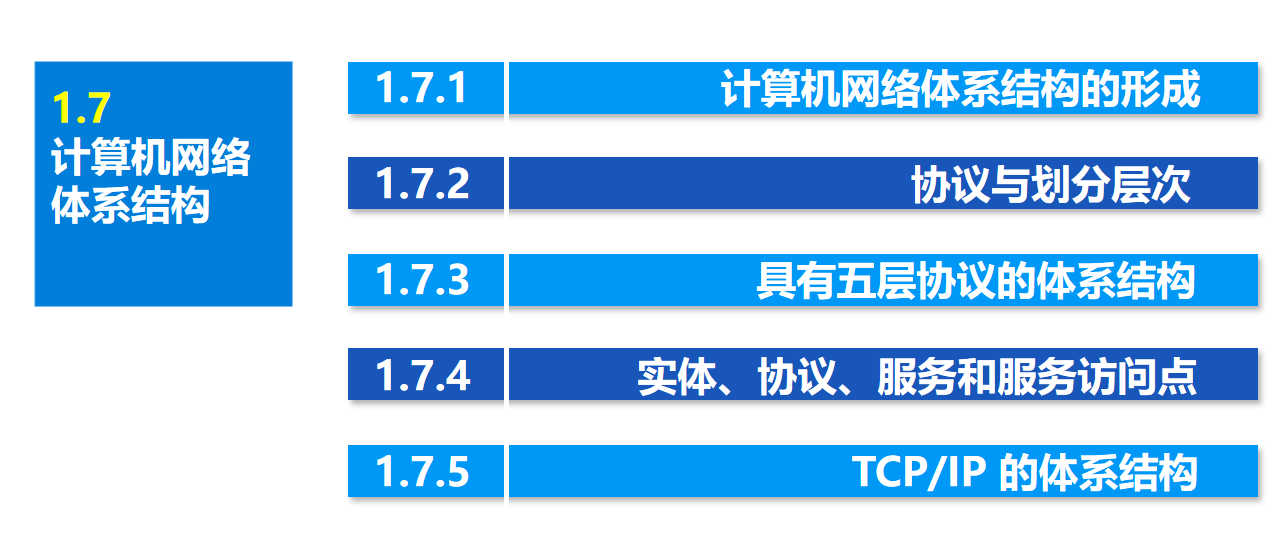 1.7
计算机网络
体系结构
1.7.1 计算机网络体系结构的形成
1.7.2 协议与划分层次
1.7.3 具有五层协议的体系结构
1.7.4 实体、协议、服务和服务访问点
1.7.5 TCP/IP 的体系结构